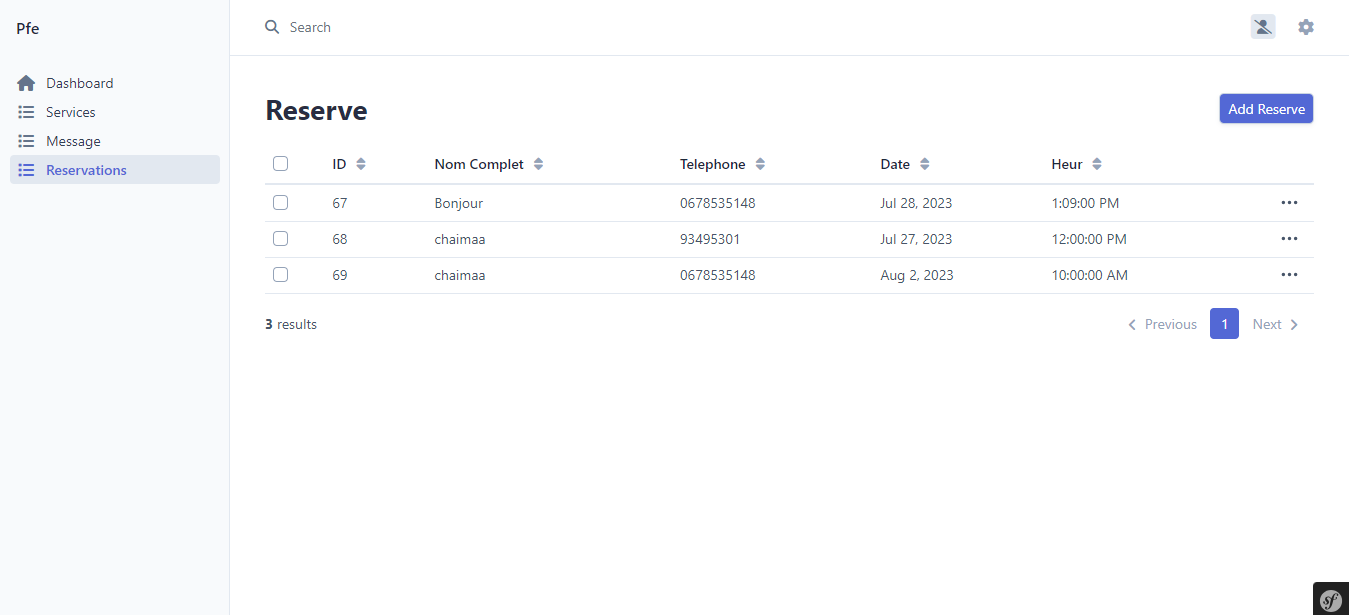 Pfe
Search
Dashboard
Services
Message
Reservations
Reserve
Add Reserve
ID Nom Complet Telephone Date Heur
67 Bonjour 0678535148 Jul 28, 2023 1:09:00 PM
68 chaimaa 93495301 Jul 27, 2023 12:00:00 PM
69 chaimaa 0678535148 Aug 2, 2023 10:00:00 AM
3 results
Previous 1 Next
sf